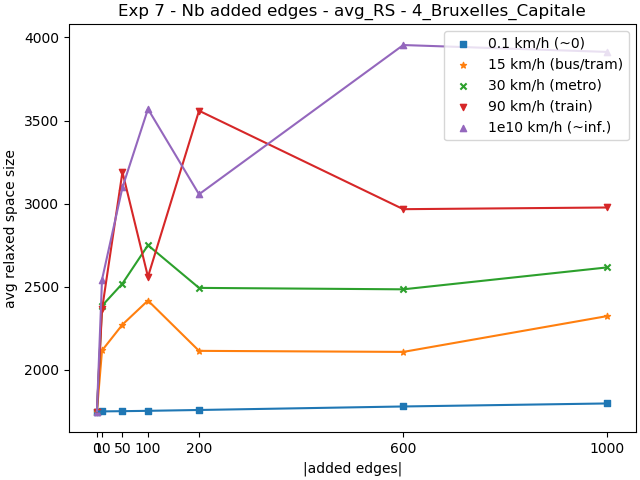 Exp 7 - Nb added edges - avg_RS - 4_Bruxelles_Capitale
4000
3500
3000
2500
2000
avg relaxed space size
0.1 km/h (~0)
15 km/h (bus/tram)
30 km/h (metro)
90 km/h (train)
1e10 km/h (~inf.)
0 10 50 100 200 600 1000
|added edges|